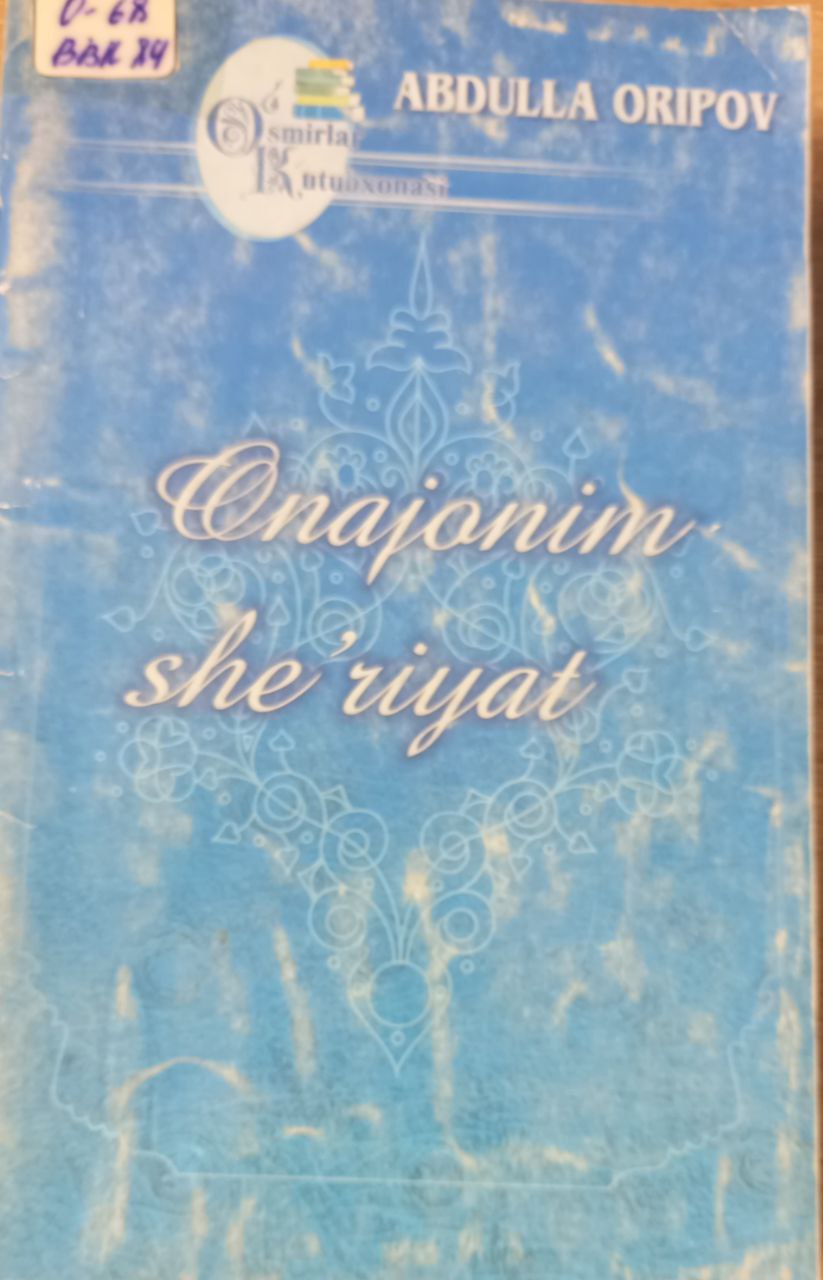 O-68
BBK 84
ABDULLA ORIPOV
O'smirlar
Kutubxonasi
Onajonim
she'riyat